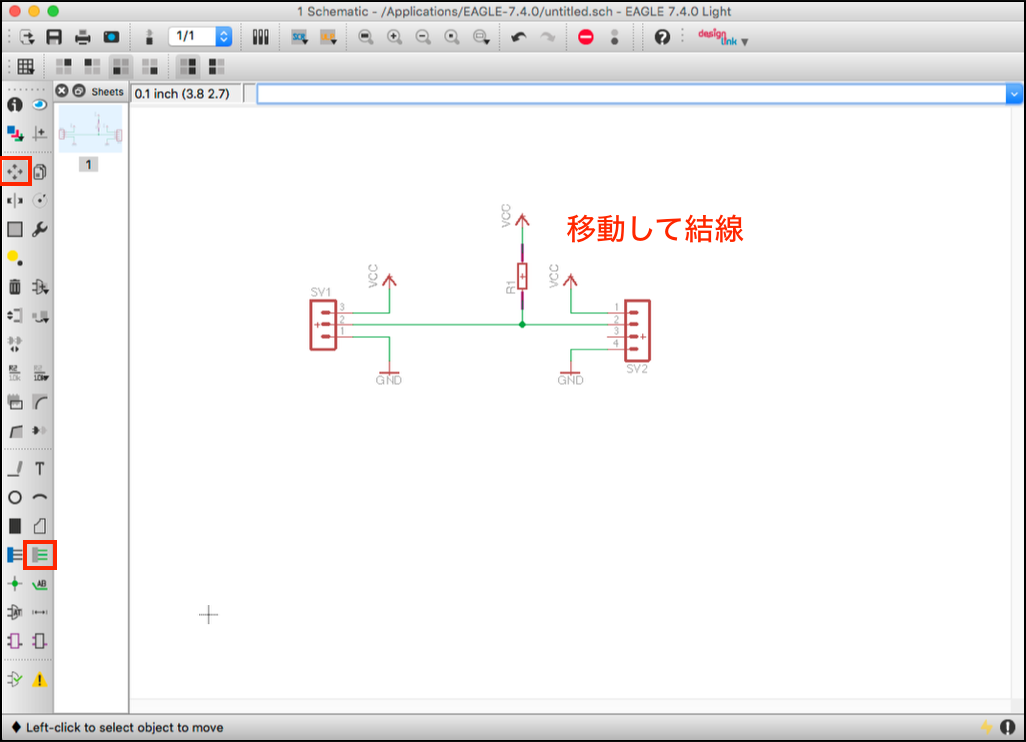 1 Schematic - /Applications/EAGLE-7.4.0/untitled.sch - EAGLE 7.4.0 Light
1/1
design link
Sheets
0.1 inch (3.8 2.7)
1
移動して結線
VCC
R1
VCC
VCC
SV1
3
2
1
GND
1
2
3
4
GND
SV2
T
AB
Left-click to select object to move